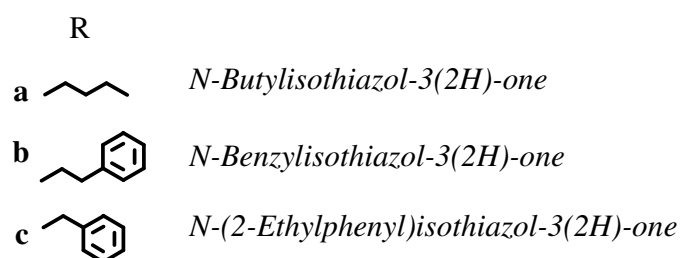 R
a N-Butylisothiazol-3(2H)-one
b N-Benzylisothiazol-3(2H)-one
c N-(2-Ethylphenyl)isothiazol-3(2H)-one